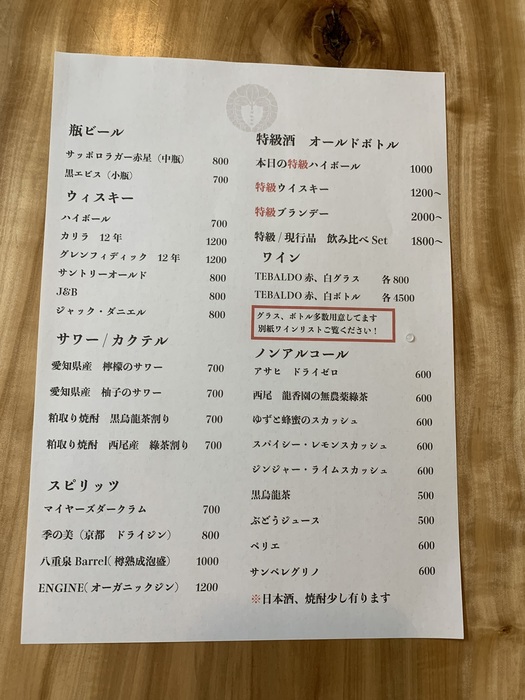 瓶ビール
サッポロラガー赤星（中瓶） 800
黒エビス（小瓶） 700
ウィスキー
ハイボール 700
カリラ 12年 1200
グレンフィディック 12年 1200
サントリーオールド 800
J&B 800
ジャック・ダニエル 800
サワー/カクテル
愛知県産 檸檬のサワー 700
愛知県産 柚子のサワー 700
粕取り焼酎 黒烏龍茶割り 700
粕取り焼酎 西尾産 緑茶割り 700
スピリッツ
マイヤーズダークラム 700
季の美（京都 ドライジン） 800
八重泉 Barrel(樽熟成泡盛) 1000
ENGINE(オーガニックジン) 1200
特級酒 オールドボトル
本日の特級ハイボール 1000
特級ウイスキー 1200〜
特級ブランデー 2000〜
特級/現行品 飲み比べ Set 1800〜
ワイン
TEBALDO 赤、白グラス 各 800
TEBALDO 赤、白ボトル 各 4500
グラス、ボトル多数用意してます
別紙ワインリストご覧ください！
ノンアルコール
アサヒ ドライゼロ 600
西尾 龍香園の無農薬緑茶 600
ゆずと蜂蜜のスカッシュ 600
スパイシー・レモンスカッシュ 600
ジンジャー・ライムスカッシュ 600
黒烏龍茶 500
ぶどうジュース 500
ペリエ 600
サンペレグリノ 600
※日本酒、焼酎少し有ります